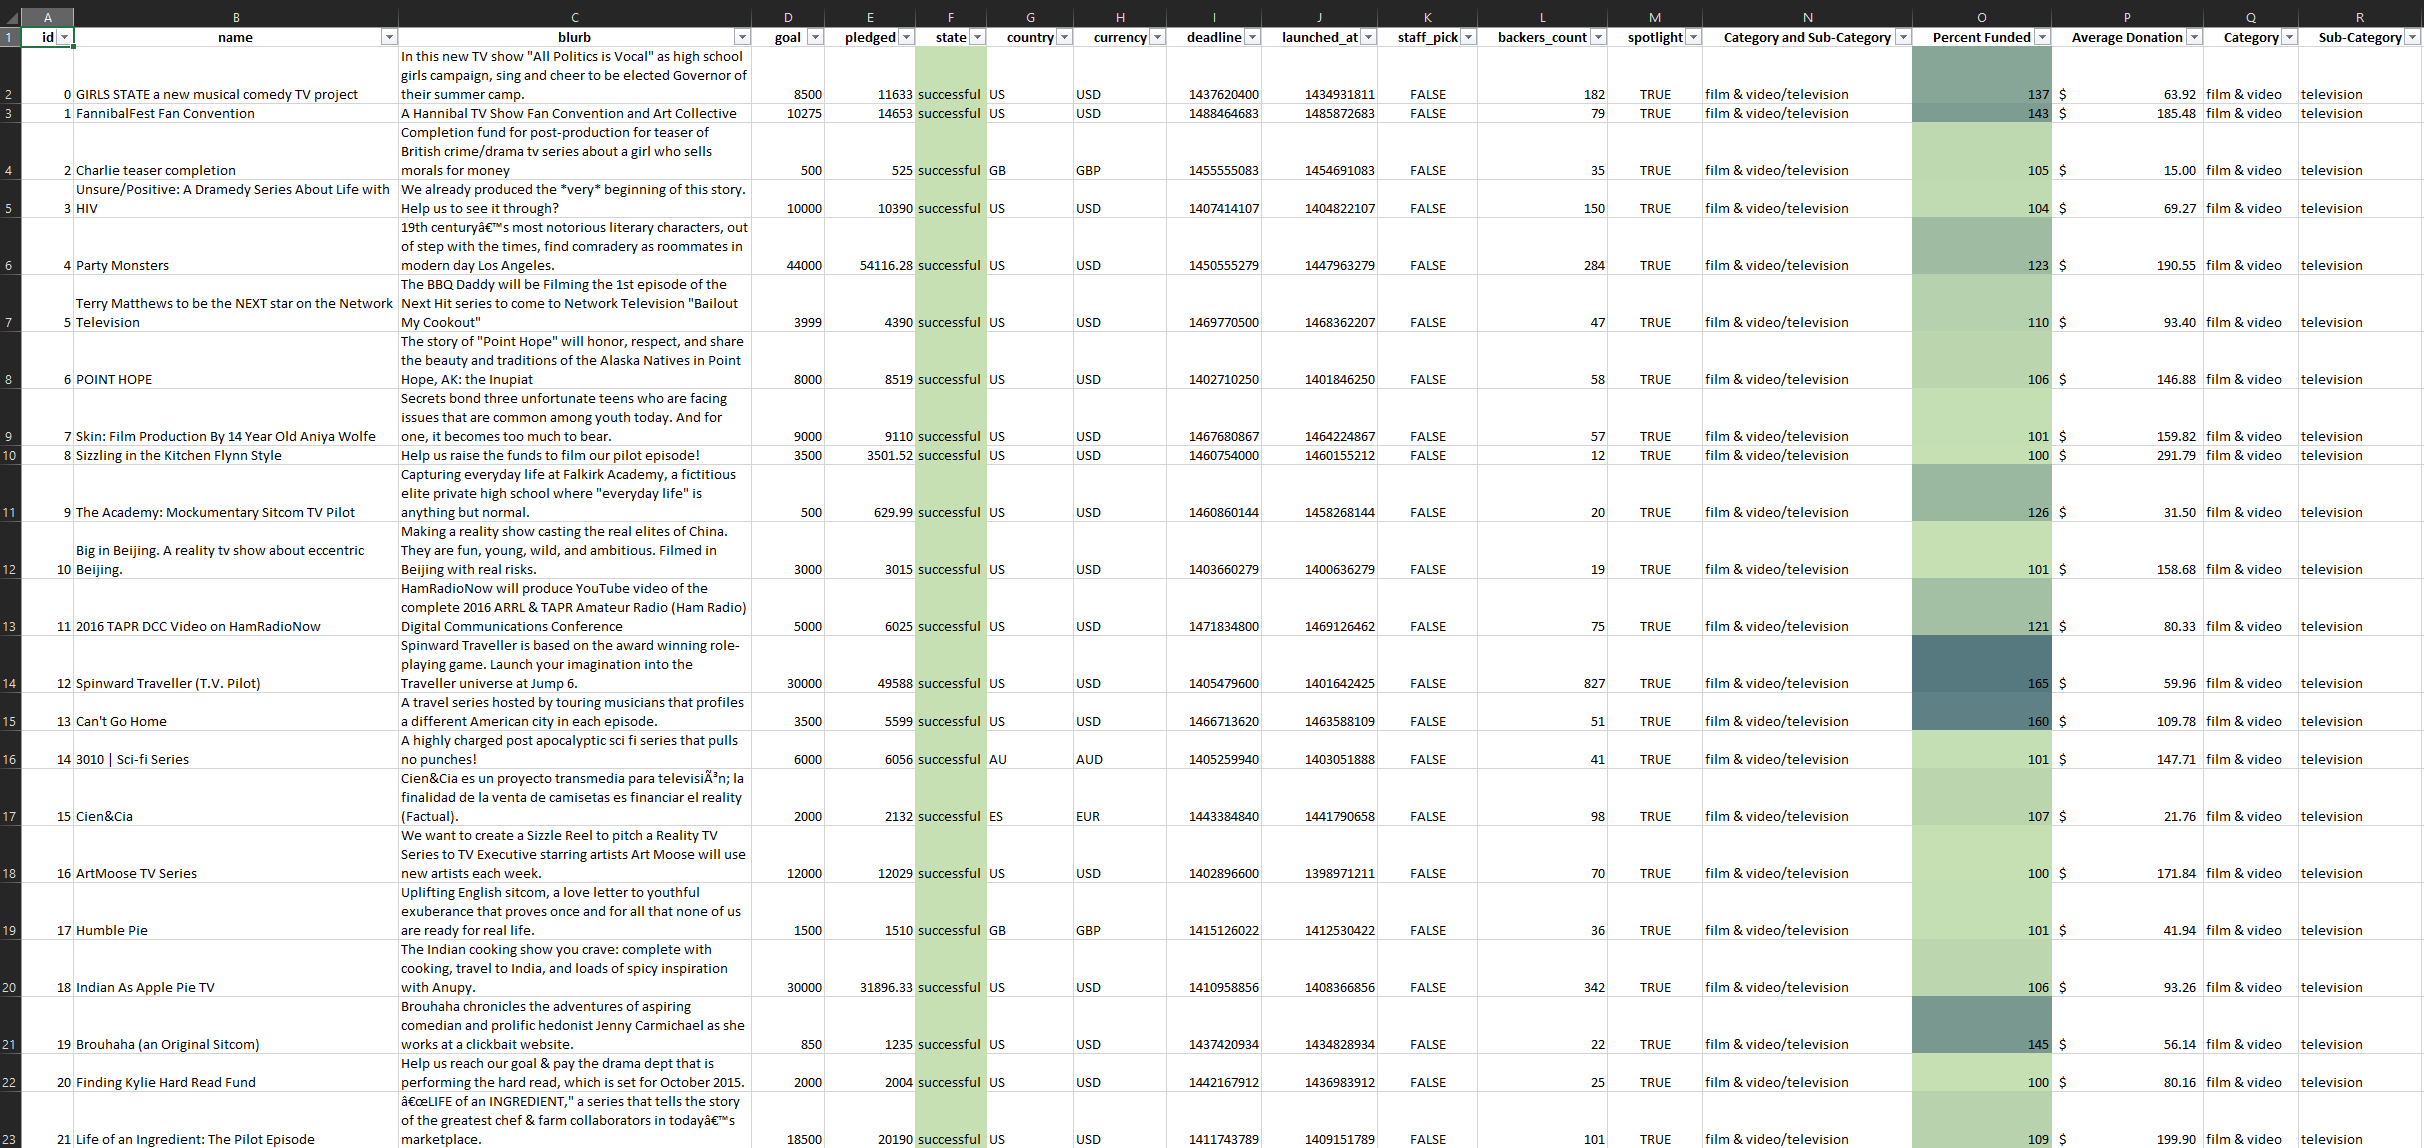 A B C D E F G H I J K L M N O P Q R
1 id name blurb goal pledged state country currency deadline launched_at staff_pick backers_count spotlight Category and Sub-Category Percent Funded Average Donation Category Sub-Category
In this new TV show "All Politics is Vocal" as high school
girls campaign, sing and cheer to be elected Governor of
2 0 GIRLS STATE a new musical comedy TV project their summer camp. 8500 11633 successful US USD 1437620400 1434931811 FALSE 182 TRUE film & video/television 137 $ 63.92 film & video television
3 1 FannibalFest Fan Convention A Hannibal TV Show Fan Convention and Art Collective 10275 14653 successful US USD 1488464683 1485872683 FALSE 79 TRUE film & video/television 143 $ 185.48 film & video television
Completion fund for post-production for teaser of
British crime/drama tv series about a girl who sells
4 2 Charlie teaser completion morals for money 500 525 successful GB GBP 1455555083 1454691083 FALSE 35 TRUE film & video/television 105 $ 15.00 film & video television
Unsure/Positive: A Dramedy Series About Life with We already produced the *very* beginning of this story.
5 3 HIV Help us to see it through? 10000 10390 successful US USD 1407414107 1404822107 FALSE 150 TRUE film & video/television 104 $ 69.27 film & video television
19th centuryâ€™s most notorious literary characters, out
of step with the times, find comradery as roommates in
6 4 Party Monsters modern day Los Angeles. 44000 54116.28 successful US USD 1450555279 1447963279 FALSE 284 TRUE film & video/television 123 $ 190.55 film & video television
The BBQ Daddy will be Filming the 1st episode of the
Terry Matthews to be the NEXT star on the Network Next Hit series to come to Network Television "Bailout
7 5 Television My Cookout" 3999 4390 successful US USD 1469770500 1468362207 FALSE 47 TRUE film & video/television 110 $ 93.40 film & video television
The story of "Point Hope" will honor, respect, and share
the beauty and traditions of the Alaska Natives in Point
8 6 POINT HOPE Hope, AK: the Inupiat 8000 8519 successful US USD 1402710250 1401846250 FALSE 58 TRUE film & video/television 106 $ 146.88 film & video television
Secrets bond three unfortunate teens who are facing
issues that are common among youth today. And for
9 7 Skin: Film Production By 14 Year Old Aniya Wolfe one, it becomes too much to bear. 9000 9110 successful US USD 1467680867 1464224867 FALSE 57 TRUE film & video/television 101 $ 159.82 film & video television
10 8 Sizzling in the Kitchen Flynn Style Help us raise the funds to film our pilot episode! 3500 3501.52 successful US USD 1460754000 1460155212 FALSE 12 TRUE film & video/television 100 $ 291.79 film & video television
Capturing everyday life at Falkirk Academy, a fictitious
elite private high school where "everyday life" is
11 9 The Academy: Mockumentary Sitcom TV Pilot anything but normal. 500 629.99 successful US USD 1460860144 1458268144 FALSE 20 TRUE film & video/television 126 $ 31.50 film & video television
Making a reality show casting the real elites of China.
Big in Beijing. A reality tv show about eccentric They are fun, young, wild, and ambitious. Filmed in
12 10 Beijing. Beijing with real risks. 3000 3015 successful US USD 1403660279 1400636279 FALSE 19 TRUE film & video/television 101 $ 158.68 film & video television
HamRadioNow will produce YouTube video of the
complete 2016 ARRL & TAPR Amateur Radio (Ham Radio)
13 11 2016 TAPR DCC Video on HamRadioNow Digital Communications Conference 5000 6025 successful US USD 1471834800 1469126462 FALSE 75 TRUE film & video/television 121 $ 80.33 film & video television
Spinward Traveller is based on the award winning role-
playing game. Launch your imagination into the
14 12 Spinward Traveller (T.V. Pilot) Traveller universe at Jump 6. 30000 49588 successful US USD 1405479600 1401642425 FALSE 827 TRUE film & video/television 165 $ 59.96 film & video television
A travel series hosted by touring musicians that profiles
15 13 Can't Go Home a different American city in each episode. 3500 5599 successful US USD 1466713620 1463588109 FALSE 51 TRUE film & video/television 160 $ 109.78 film & video television
A highly charged post apocalyptic sci fi series that pulls
16 14 3010 | Sci-fi Series no punches! 6000 6056 successful AU AUD 1405259940 1403051888 FALSE 41 TRUE film & video/television 101 $ 147.71 film & video television
Cien&Cia es un proyecto transmedia para televisiÃ³n; la
finalidad de la venta de camisetas es financiar el reality
17 15 Cien&Cia (Factual). 2000 2132 successful ES EUR 1443384840 1441790658 FALSE 98 TRUE film & video/television 107 $ 21.76 film & video television
We want to create a Sizzle Reel to pitch a Reality TV
Series to TV Executive starring artists Art Moose will use
18 16 ArtMoose TV Series new artists each week. 12000 12029 successful US USD 1402896600 1398971211 FALSE 70 TRUE film & video/television 100 $ 171.84 film & video television
Uplifting English sitcom, a love letter to youthful
exuberance that proves once and for all that none of us
19 17 Humble Pie are ready for real life. 1500 1510 successful GB GBP 1415126022 1412530422 FALSE 36 TRUE film & video/television 101 $ 41.94 film & video television
The Indian cooking show you crave: complete with
cooking, travel to India, and loads of spicy inspiration
20 18 Indian As Apple Pie TV with Anupy. 30000 31896.33 successful US USD 1410958856 1408366856 FALSE 342 TRUE film & video/television 106 $ 93.26 film & video television
Brouhaha chronicles the adventures of aspiring
comedian and prolific hedonist Jenny Carmichael as she
21 19 Brouhaha (an Original Sitcom) works at a clickbait website. 850 1235 successful US USD 1437420934 1434828934 FALSE 22 TRUE film & video/television 145 $ 56.14 film & video television
Help us reach our goal & pay the drama dept that is
22 20 Finding Kylie Hard Read Fund performing the hard read, which is set for October 2015. 2000 2004 successful US USD 1442167912 1436983912 FALSE 25 TRUE film & video/television 100 $ 80.16 film & video television
â€œLIFE of an INGREDIENT," a series that tells the story
of the greatest chef & farm collaborators in todayâ€™s
23 21 Life of an Ingredient: The Pilot Episode marketplace. 18500 20190 successful US USD 1411743789 1409151789 FALSE 101 TRUE film & video/television 109 $ 199.90 film & video television